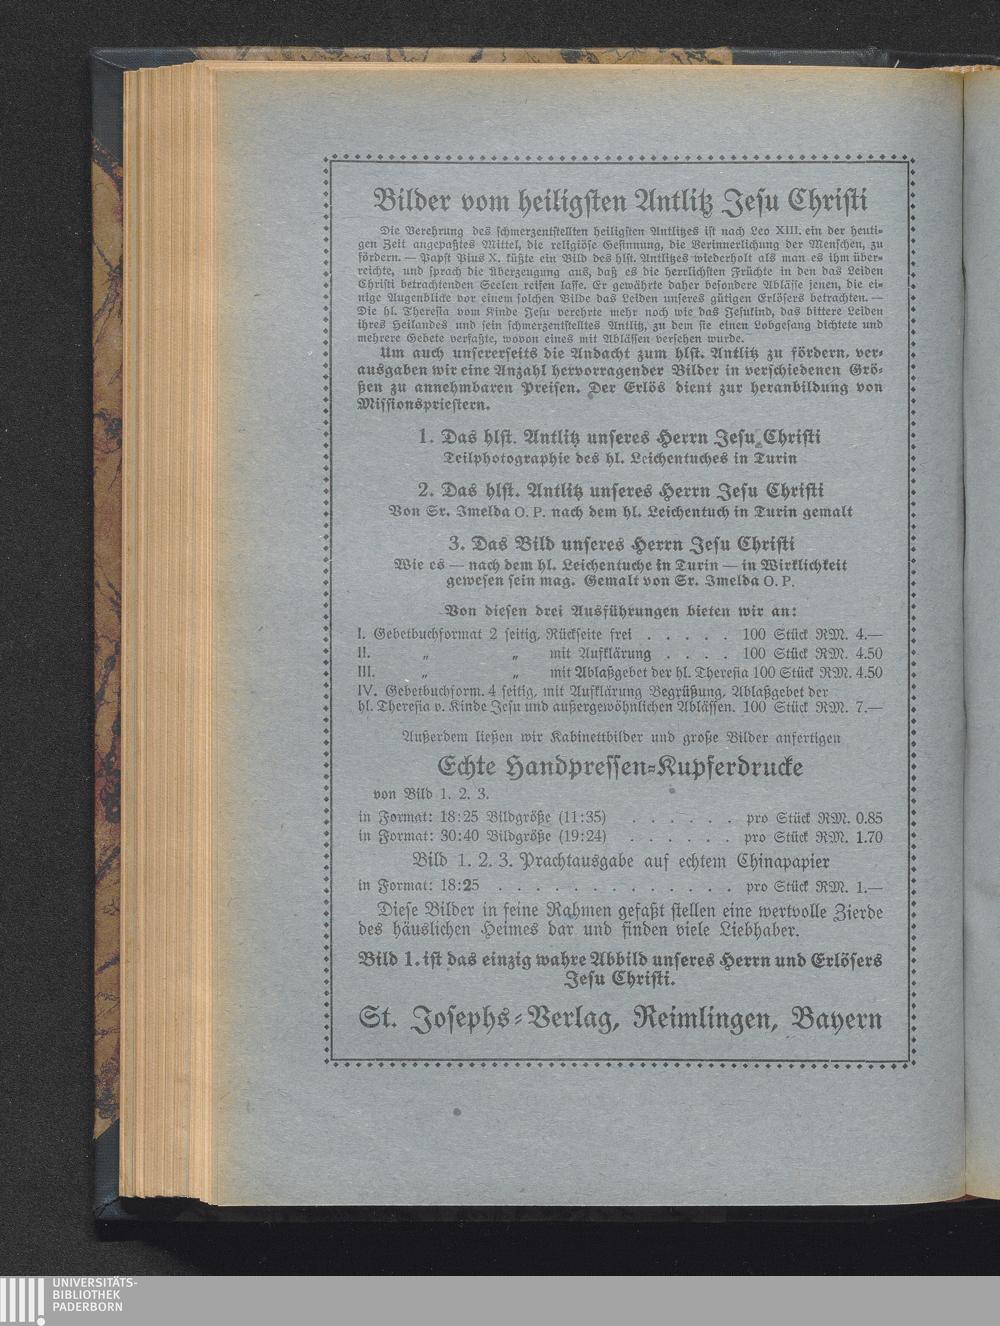 Bilder vom heiligsten Antlitz Jesu Christi
Die Verehrung des schmerzentstellten heiligsten Antlitzes ist nach Leo XIII. ein der heuti-
gen Zeit angepaßtes Mittel, die religiöse Gesinnung, die Verinnerlichung der Menschen, zu
fördern. — Papst Pius X. küßte ein Bild des hlst. Antlitzes wiederholt als man es ihm über-
reichte, und sprach die Überzeugung aus, daß es die herrlichsten Früchte in den das Leiden
Christi betrachtenden Seelen reifen lasse. Er gewährte daher besondere Ablässe jenen, die ei-
nige Augenblicke vor einem solchen Bilde das Leiden unseres gütigen Erlösers betrachten. —
Die hl. Theresia vom Kinde Jesu verehrte mehr noch wie das Jesukind, das bittere Leiden
ihres Heilandes und sein schmerzentstelltes Antlitz, zu dem sie einen Lobgesang dichtete und
mehrere Gebete verfaßte, wovon eines mit Ablässen versehen wurde.
Um auch unsererseits die Andacht zum hlst. Antlitz zu fördern, ver-
ausgaben wir eine Anzahl hervorragender Bilder in verschiedenen Grö-
ßen zu annehmbaren Preisen. Der Erlös dient zur heranbildung von
Missionspriestern.
1. Das hlst. Antlitz unseres Herrn Jesu Christi
Teilphotographie des hl. Leichentuches in Turin
2. Das hlst. Antlitz unseres Herrn Jesu Christi
Von Sr. Imelda O. P. nach dem hl. Leichentuch in Turin gemalt
3. Das Bild unseres Herrn Jesu Christi
Wie es — nach dem hl. Leichentuche in Turin — in Wirklichkeit
gewesen sein mag. Gemalt von Sr. Imelda O. P.
Von diesen drei Ausführungen bieten wir an:
I. Gebetbuchformat 2 seitig, Rückseite frei . . . . . 100 Stück RM. 4.—
II. „ „ mit Aufklärung . . . . 100 Stück RM. 4.50
III. „ „ mit Ablaßgebet der hl. Theresia 100 Stück RM. 4.50
IV. Gebetbuchform. 4 seitig, mit Aufklärung Begrüßung, Ablaßgebet der
hl. Theresia v. Kinde Jesu und außergewöhnlichen Ablässen. 100 Stück RM. 7.—
Außerdem ließen wir Kabinettbilder und große Bilder anfertigen
Echte Handpressen-Kupferdrucke
von Bild 1. 2. 3.
in Format: 18:25 Bildgröße (11:35) . . . . . . pro Stück RM. 0.85
in Format: 30:40 Bildgröße (19:24) . . . . . . pro Stück RM. 1.70
Bild 1. 2. 3. Prachtausgabe auf echtem Chinapapier
in Format: 18:25 . . . . . . . . . . . . . pro Stück RM. 1.—
Diese Bilder in feine Rahmen gefaßt stellen eine wertvolle Zierde
des häuslichen Heimes dar und finden viele Liebhaber.
Bild 1. ist das einzig wahre Abbild unseres Herrn und Erlösers
Jesu Christi.
St. Josephs-Verlag, Reimlingen, Bayern
UNIVERSITÄTS-
BIBLIOTHEK
PADERBORN